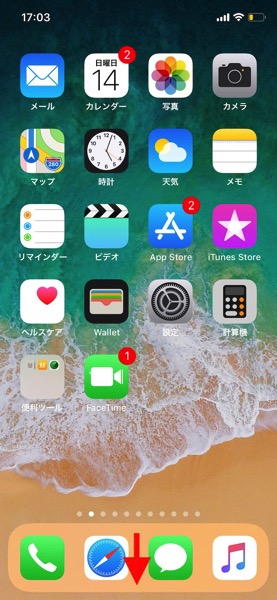 17:03
2
日曜日
14
メール
カレンダー
写真
カメラ
280
マップ
時計
天気
メモ
2
リマインダー
ビデオ
App Store
iTunes Store
ヘルスケア
Wallet
設定
計算機
1
便利ツール
FaceTime